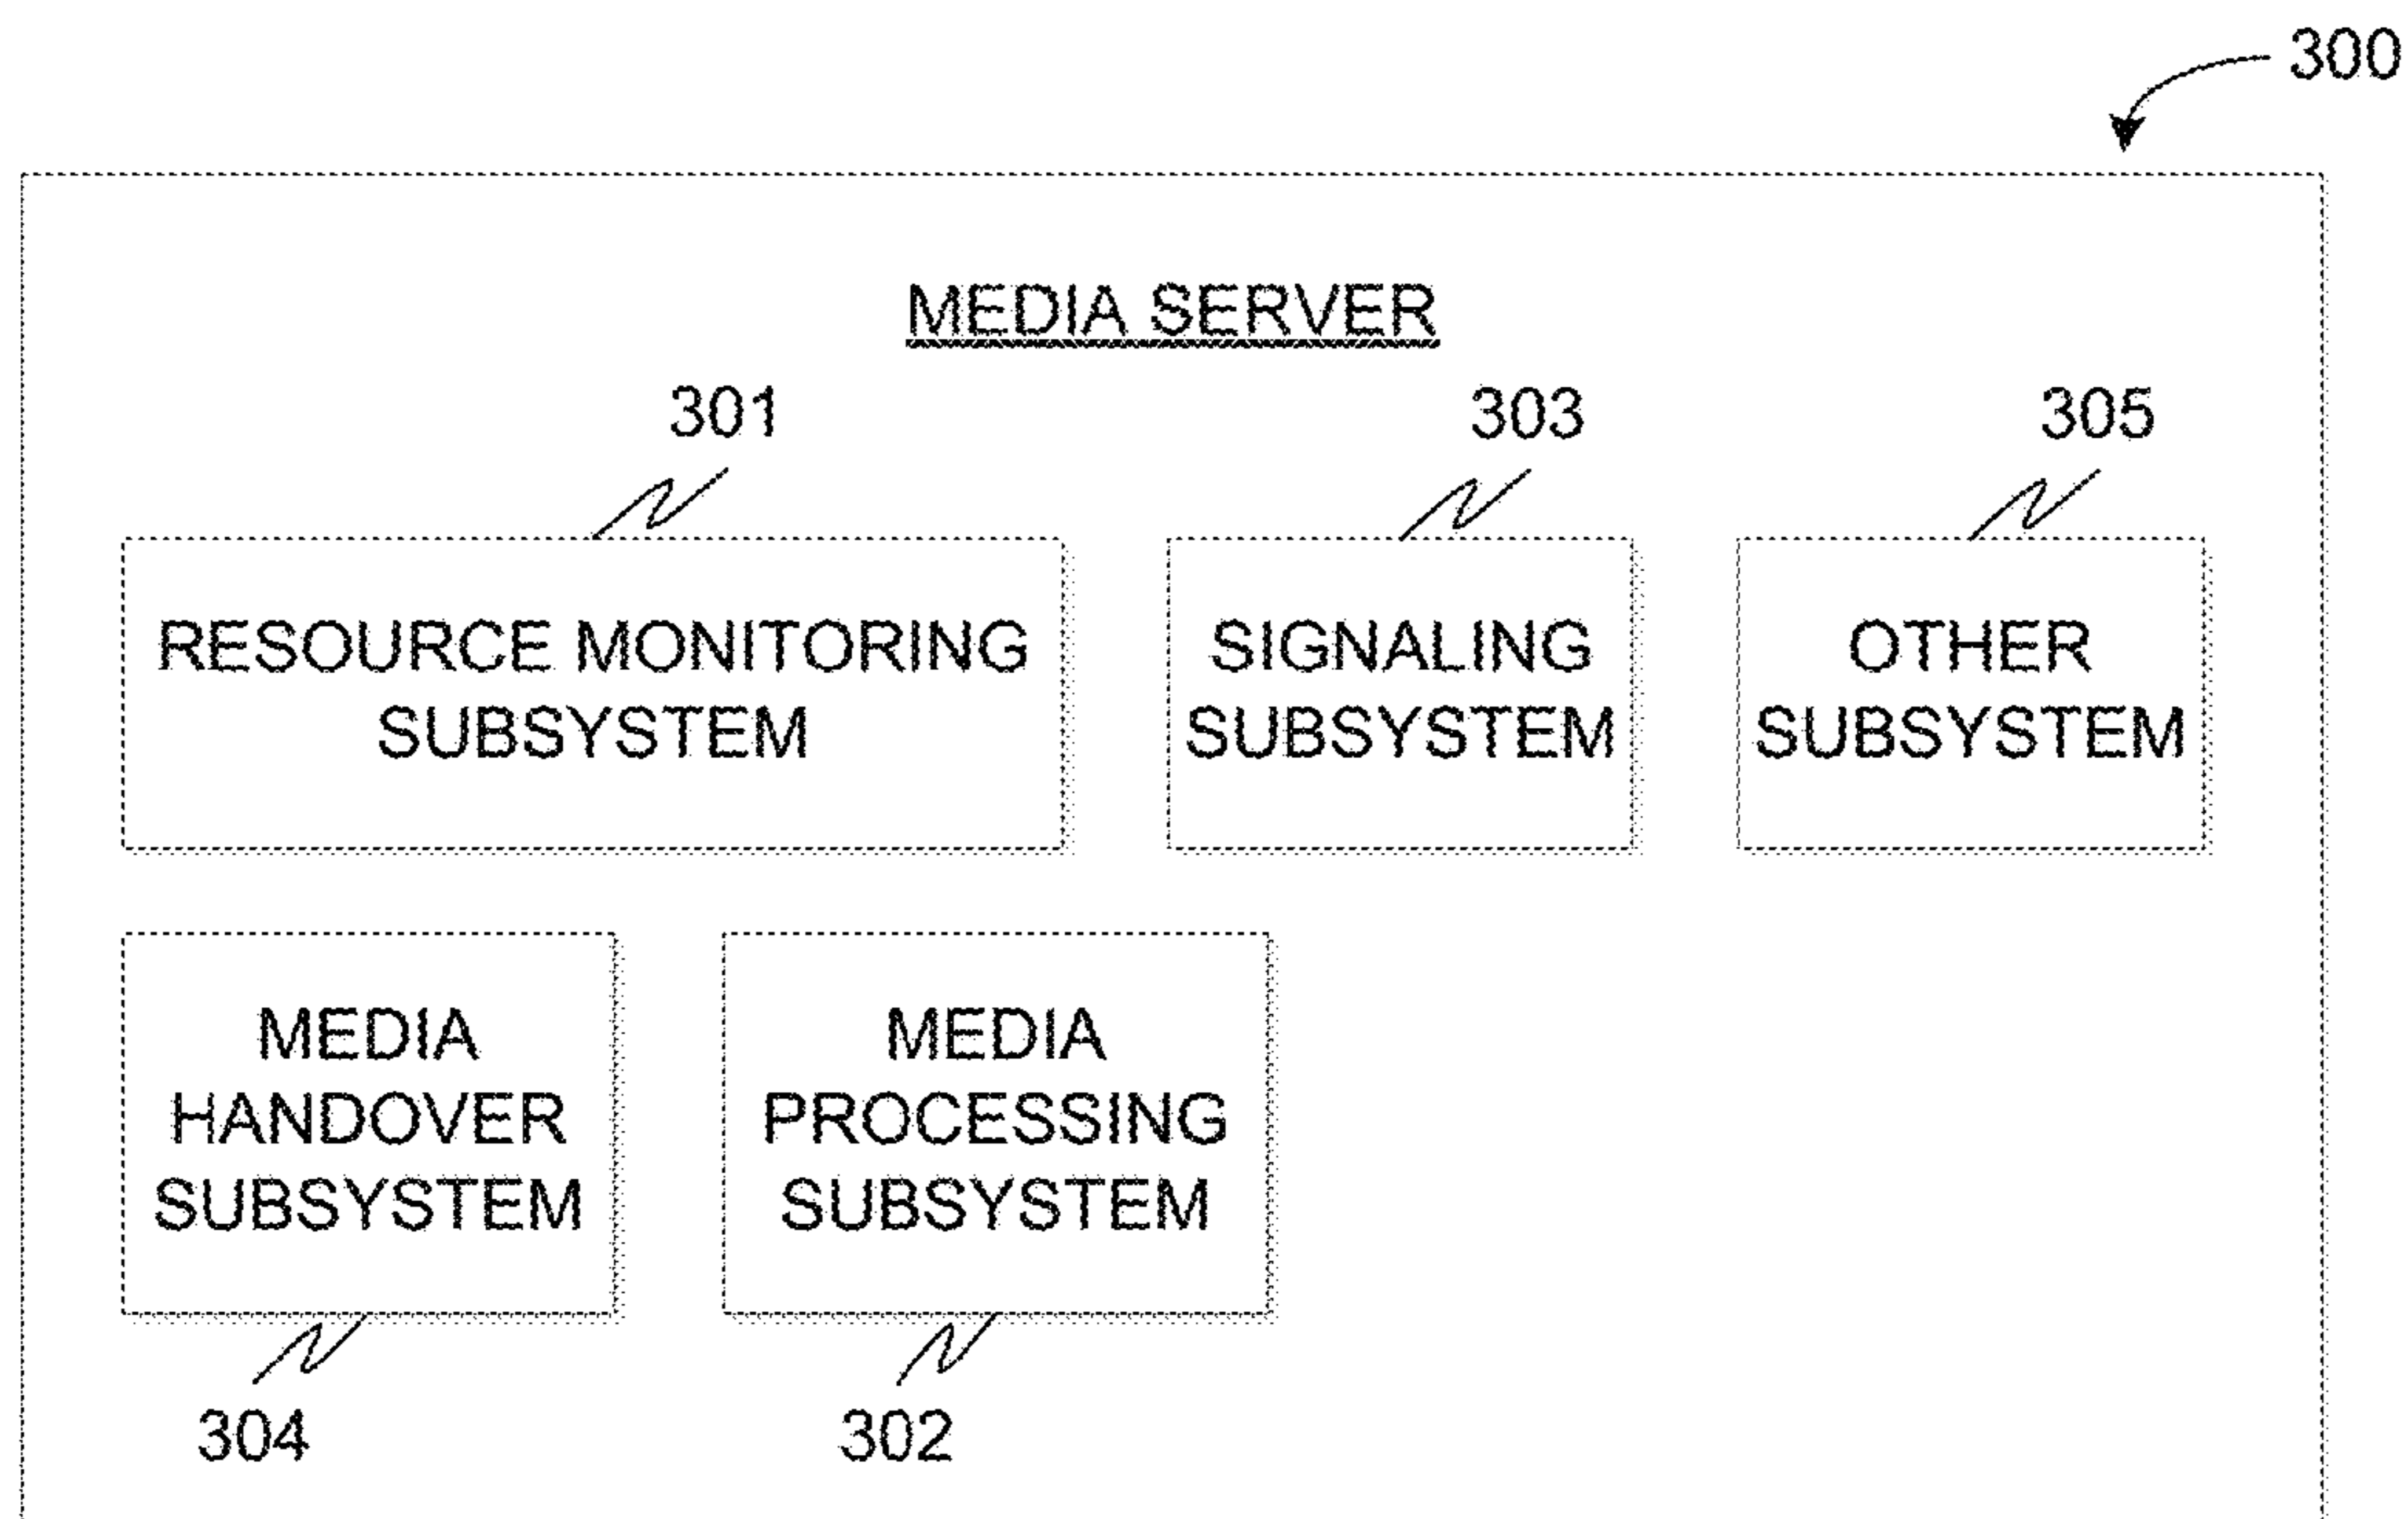 300
MEDIA SERVER
301
303
305
RESOURCE MONITORING
SUBSYSTEM
SIGNALING
SUBSYSTEM
OTHER
SUBSYSTEM
MEDIA
HANDOVER
SUBSYSTEM
MEDIA
PROCESSING
SUBSYSTEM
304
302